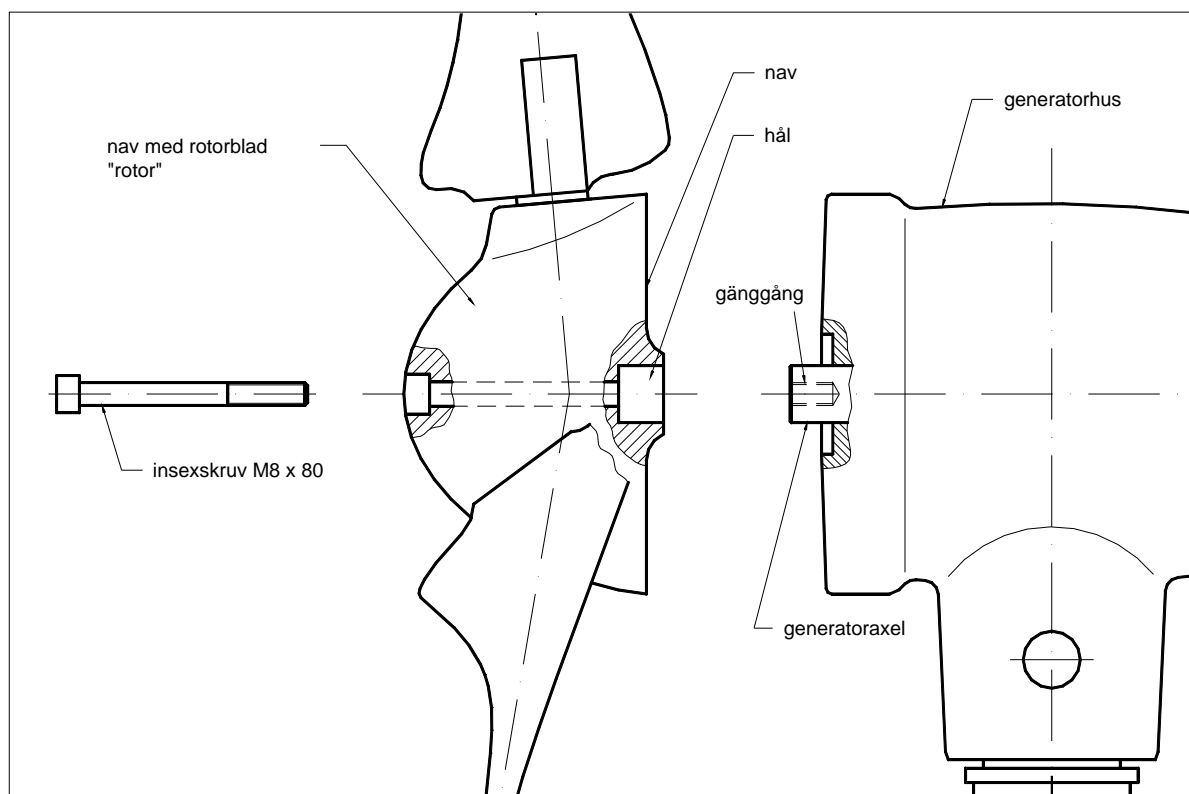 nav
generatorhus
hål
nav med rotorblad
"rotor"
gänggång
insexskruv M8 x 80
generatoraxel